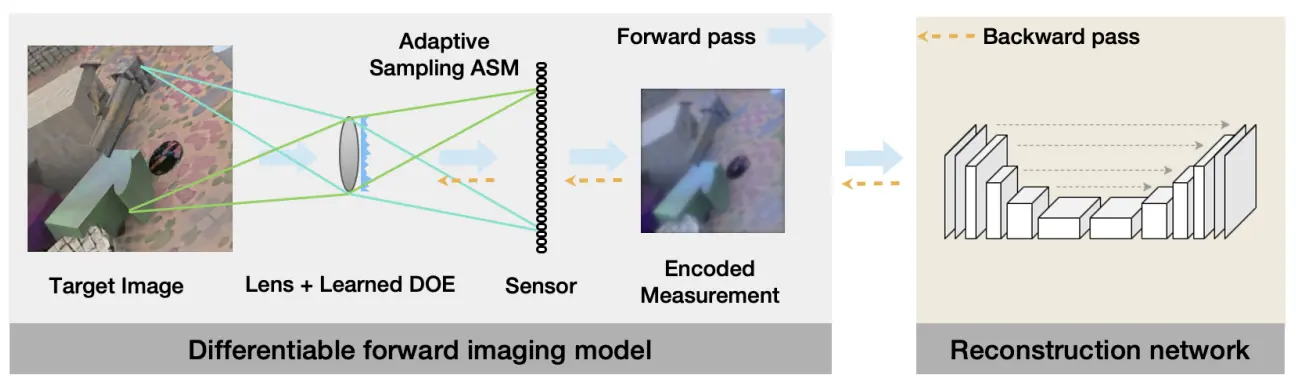 Adaptive
Sampling ASM
Forward pass
Backward pass
Target Image
Lens + Learned DOE
Sensor
Encoded
Measurement
Differentiable forward imaging model
Reconstruction network